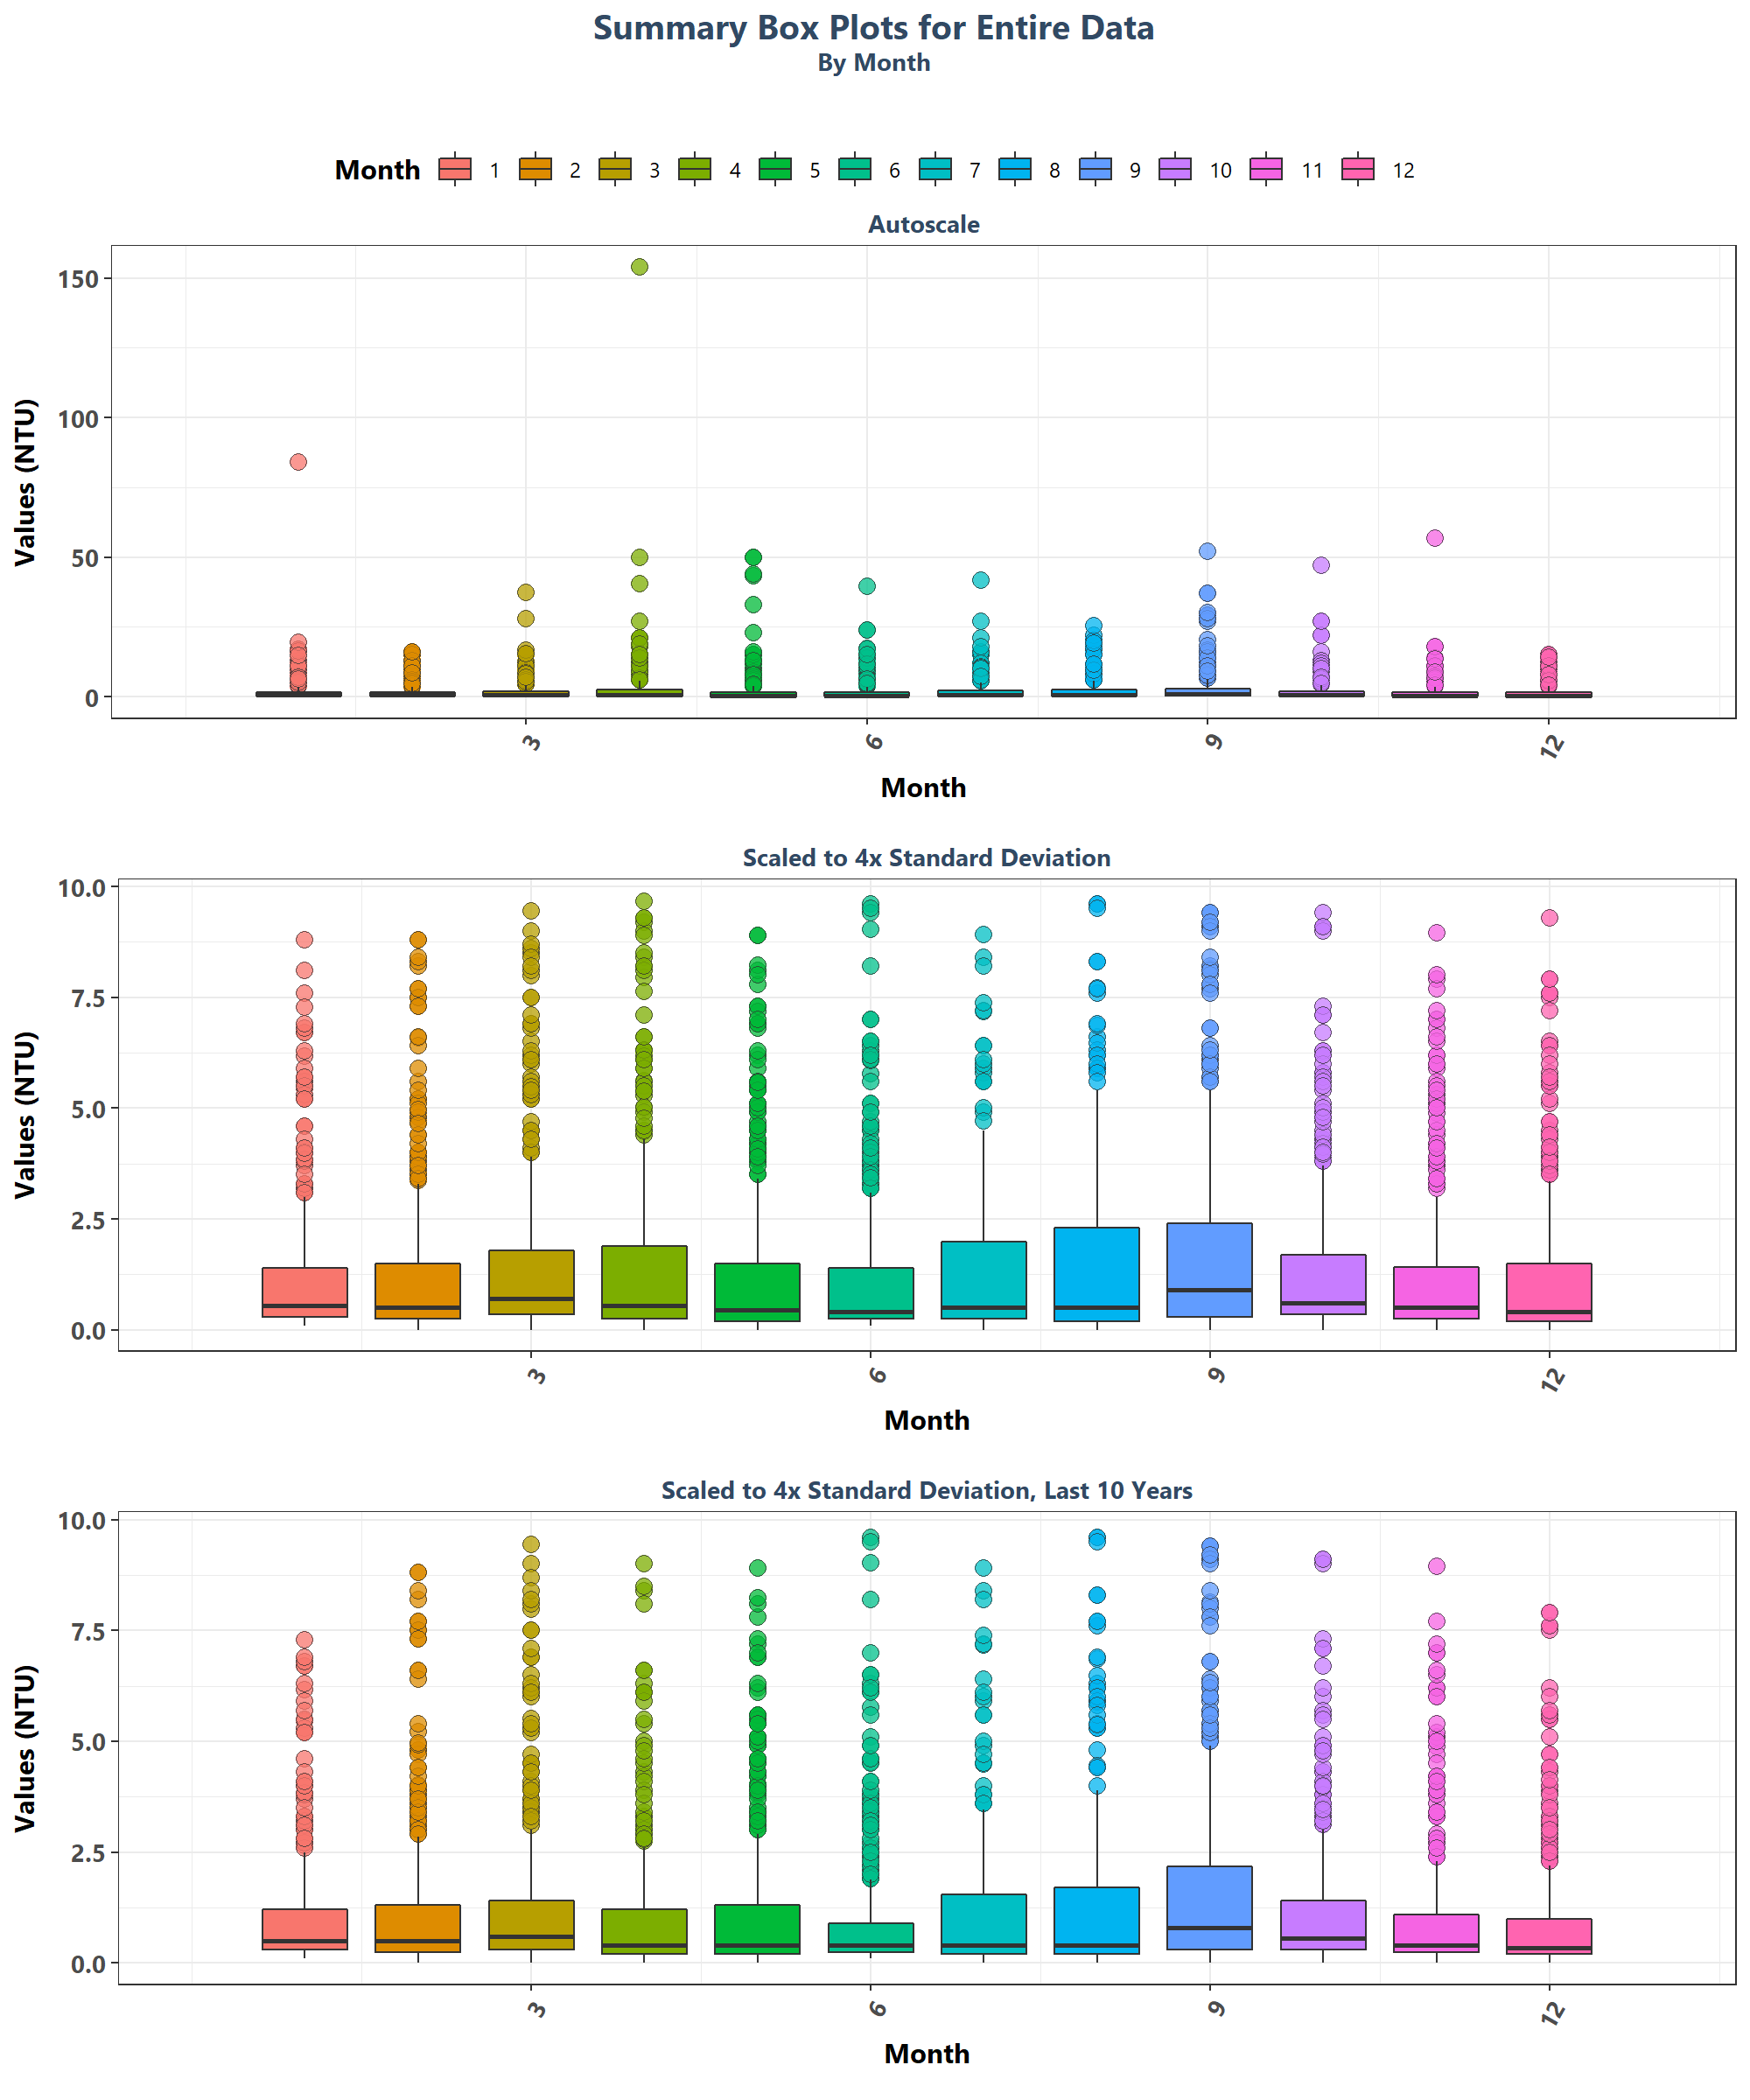 Summary Box Plots for Entire Data
By Month
Month 1 2 3 4 5 6 7 8 9 10 11 12
Autoscale
Values (NTU)
150
100
50
0
3 6 9 12
Month
Scaled to 4x Standard Deviation
Values (NTU)
10.0
7.5
5.0
2.5
0.0
3 6 9 12
Month
Scaled to 4x Standard Deviation, Last 10 Years
Values (NTU)
10.0
7.5
5.0
2.5
0.0
3 6 9 12
Month